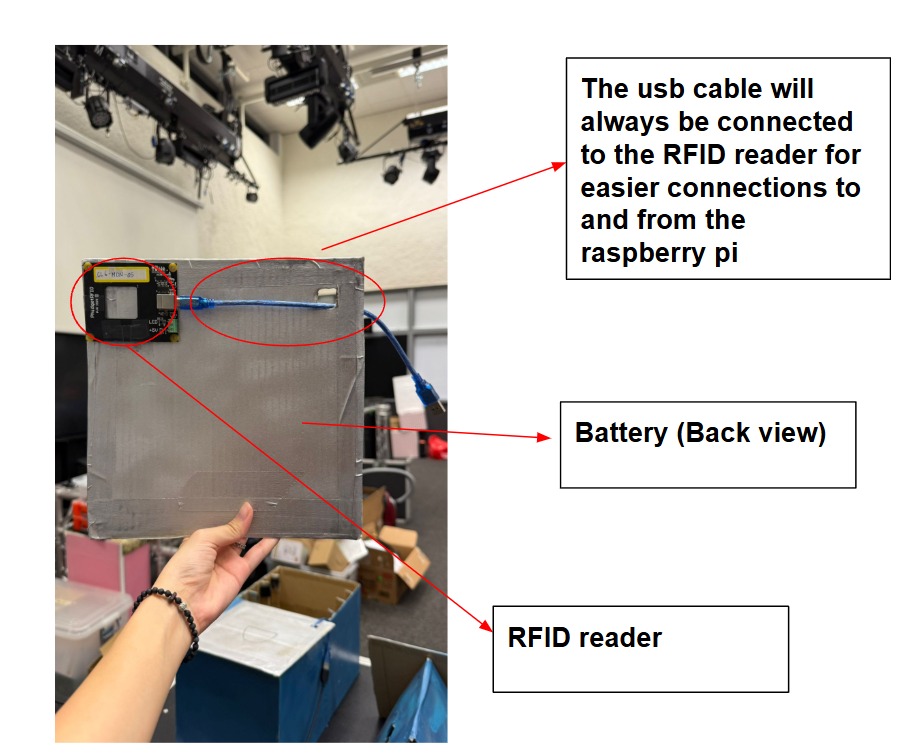 The usb cable will
always be connected
to the RFID reader for
easier connections to
and from the
raspberry pi
PhidgetRFID
Battery (Back view)
RFID reader